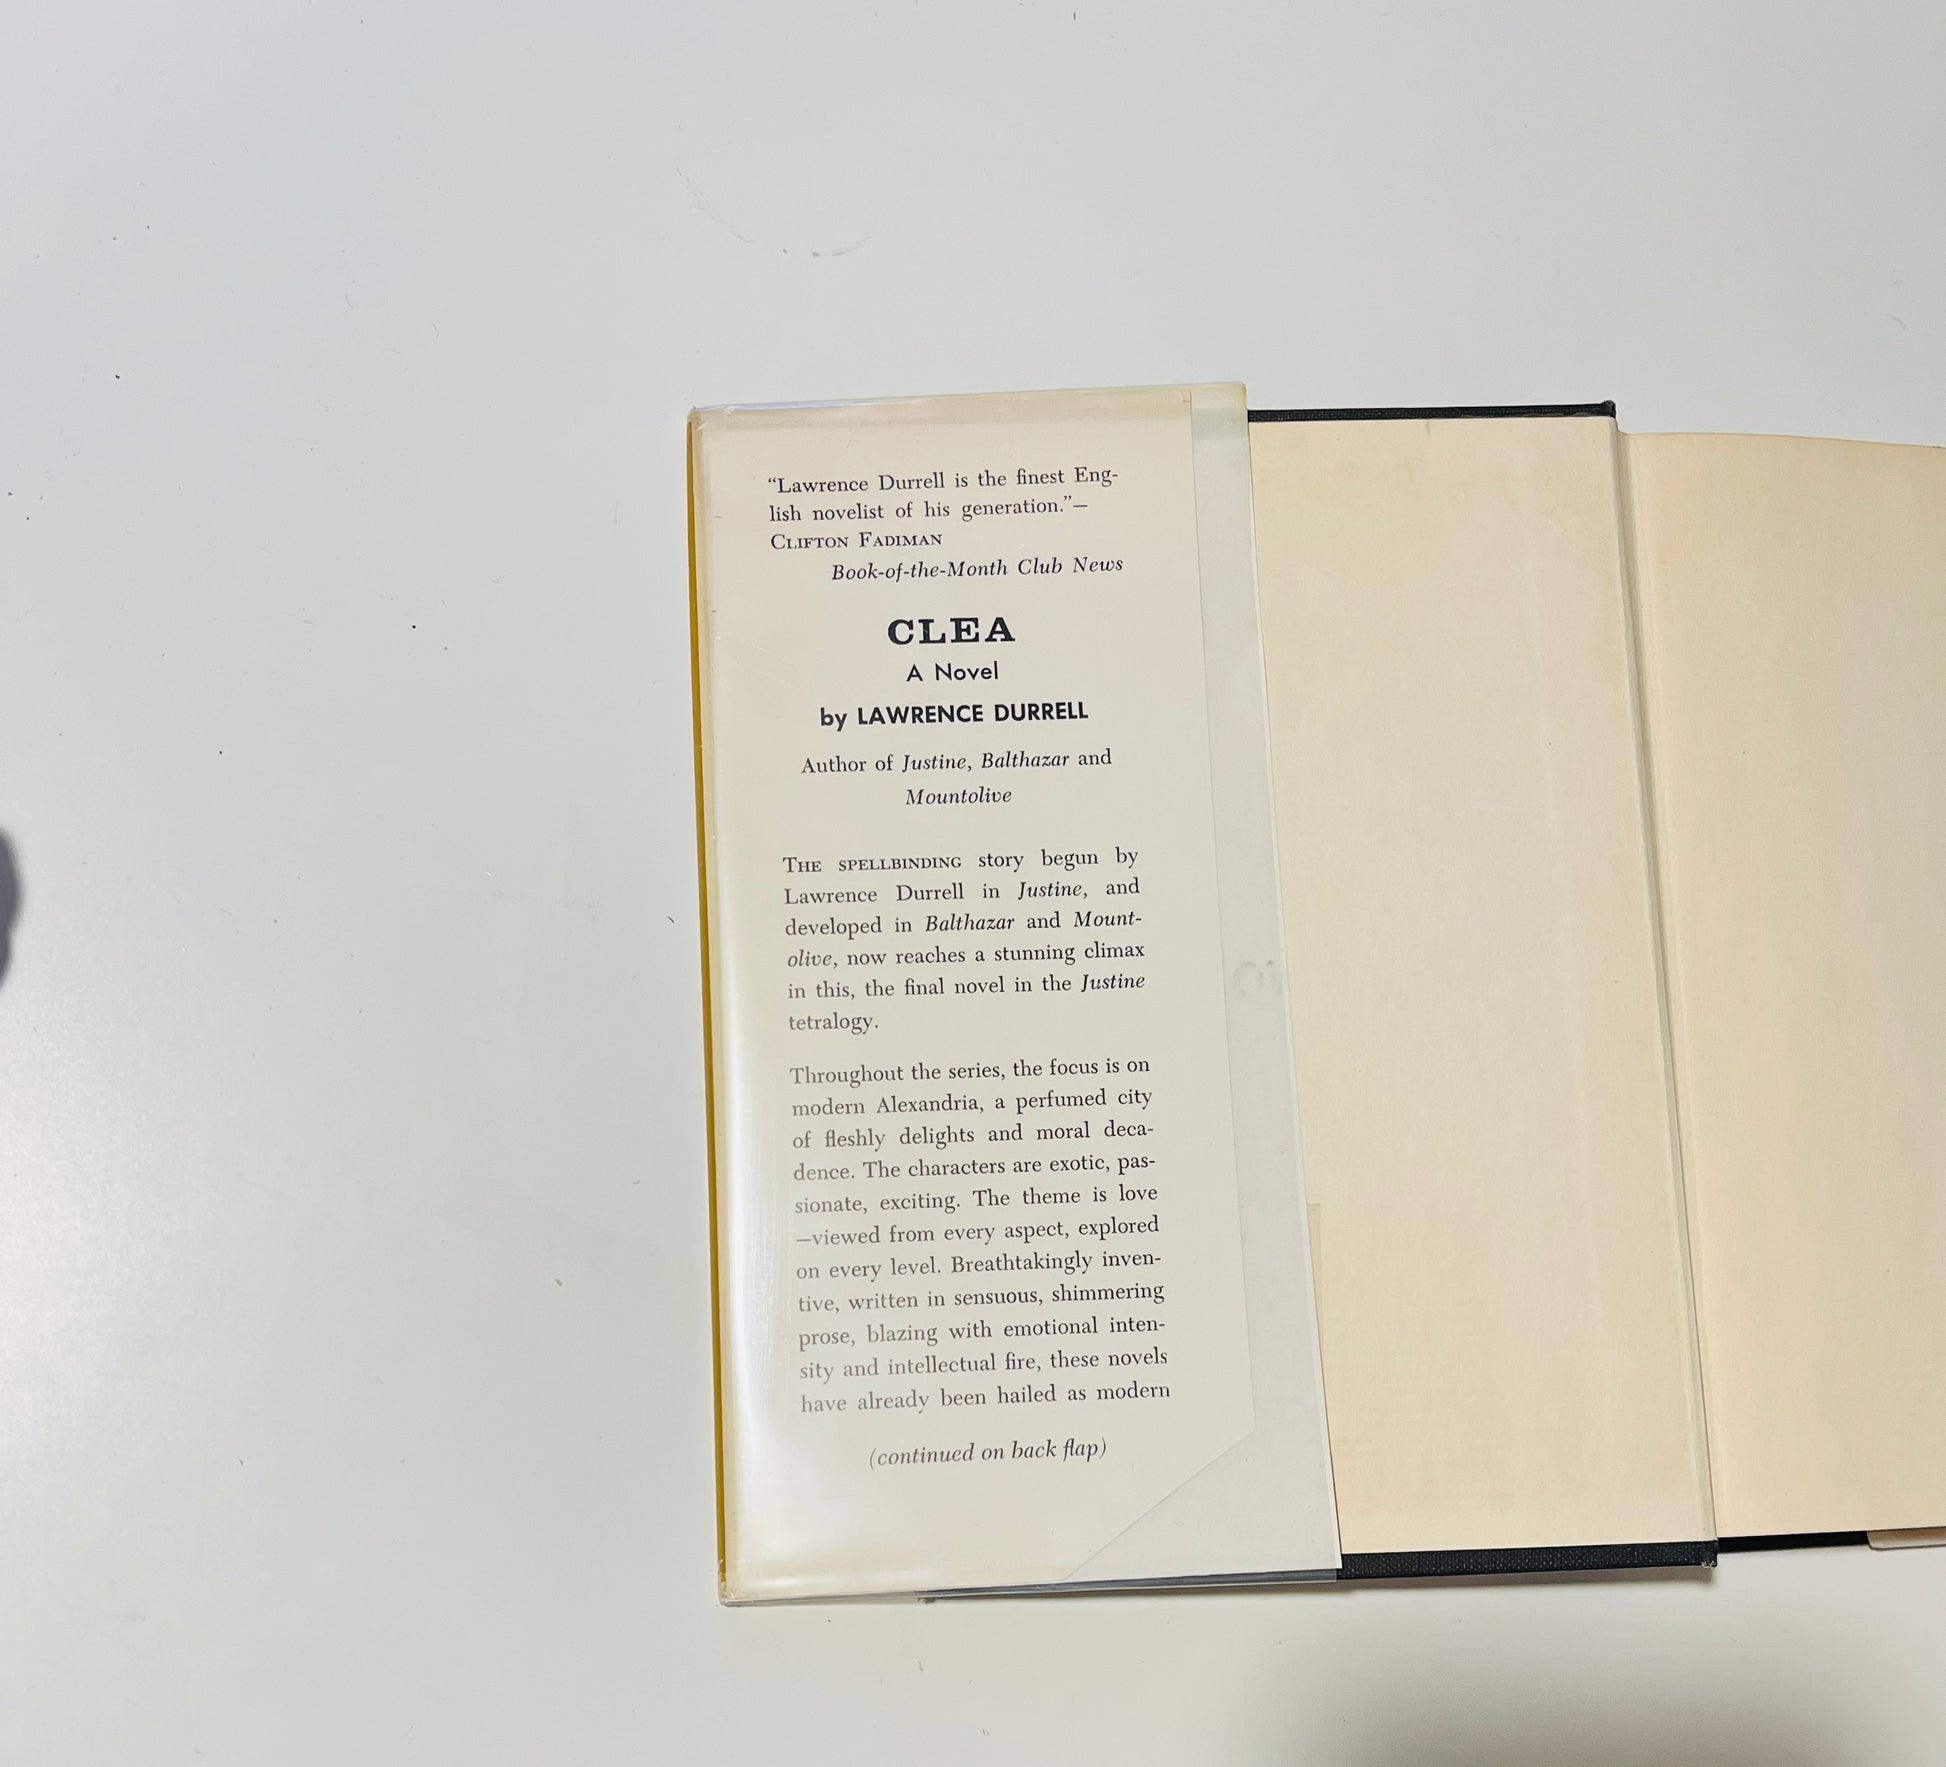 “Lawrence Durrell is the finest Eng-
lish novelist of his generation.”—
CLIFTON FADIMAN
Book-of-the-Month Club News
CLEA
A Novel
by LAWRENCE DURRELL
Author of Justine, Balthazar and
Mountolive
THE SPELLBINDING story begun by
Lawrence Durrell in Justine, and
developed in Balthazar and Mount-
olive, now reaches a stunning climax
in this, the final novel in the Justine
tetralogy.
Throughout the series, the focus is on
modern Alexandria, a perfumed city
of fleshly delights and moral deca-
dence. The characters are exotic, pas-
sionate, exciting. The theme is love
—viewed from every aspect, explored
on every level. Breathtakingly inven-
tive, written in sensuous, shimmering
prose, blazing with emotional inten-
sity and intellectual fire, these novels
have already been hailed as modern
(continued on back flap)